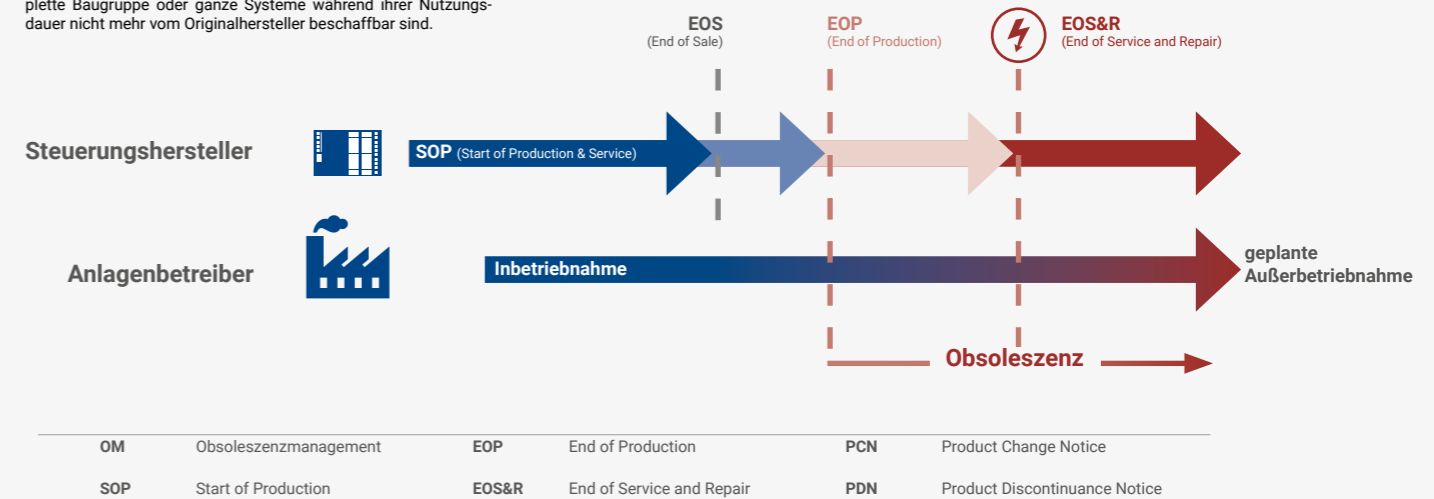 plette Baugruppe oder ganze Systeme während ihrer Nutzungs-
dauer nicht mehr vom Originalhersteller beschaffbar sind.
EOS
(End of Sale)
EOP
(End of Production)
EOS&R
(End of Service and Repair)
Steuerungshersteller
SOP (Start of Production & Service)
Anlagenbetreiber
Inbetriebnahme
geplante
Außerbetriebnahme
Obsoleszenz
OM Obsoleszenzmanagement EOP End of Production PCN Product Change Notice
SOP Start of Production EOS&R End of Service and Repair PDN Product Discontinuance Notice